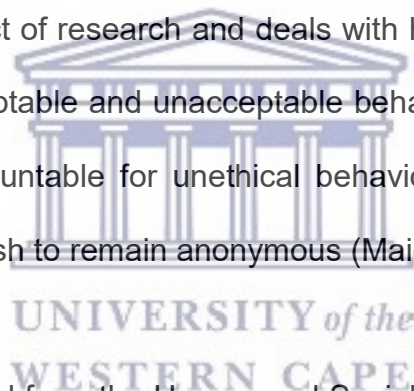 ct of research and deals with
ptable and unacceptable beha
untable for unethical behavio
sh to remain anonymous (Mai
UNIVERSITY of the
WESTERN CAPE